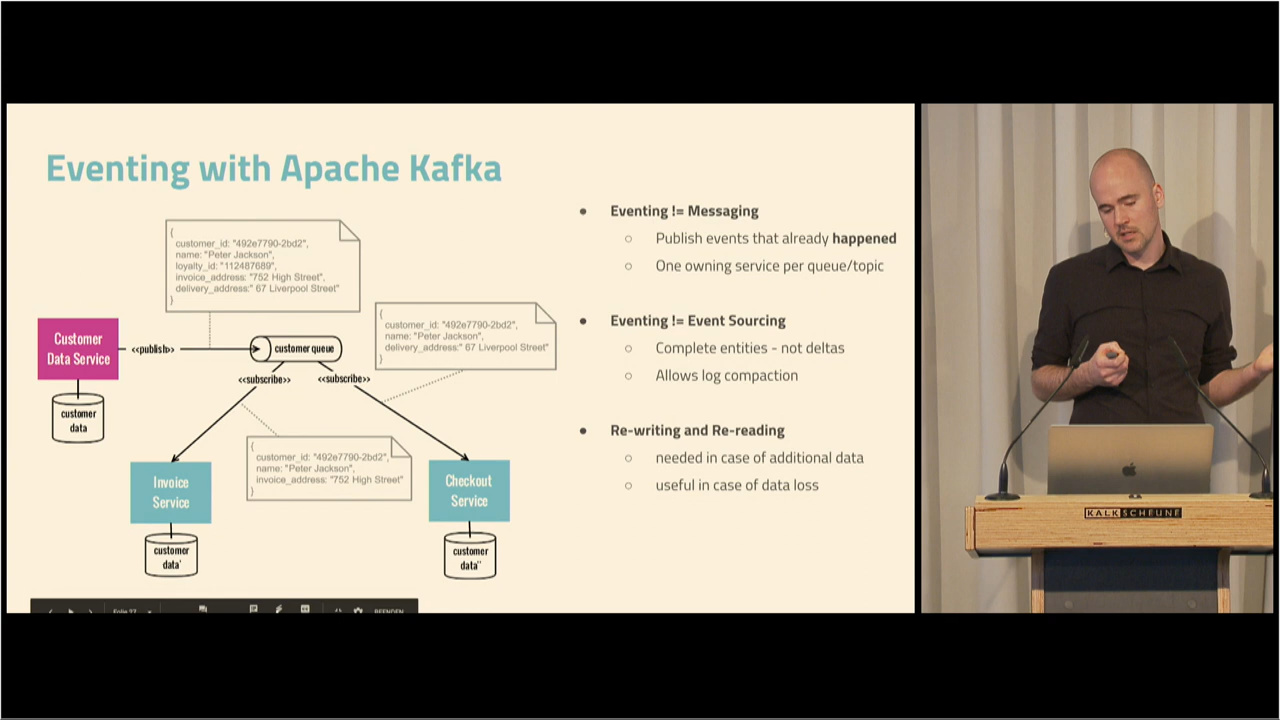 Eventing with Apache Kafka
{
customer_id: "492e7790-2bd2",
name: "Peter Jackson",
loyalty_id: "112487689",
invoice_address: "752 High Street",
delivery_address:" 67 Liverpool Street"
}
{
customer_id: "492e7790-2bd2",
name: "Peter Jackson",
delivery_address:" 67 Liverpool Street"
}
Customer
Data Service
<<publish>>
customer queue
<<subscribe>>
<<subscribe>>
customer
data
{
customer_id: "492e7790-2bd2",
name: "Peter Jackson",
invoice_address: "752 High Street"
}
Invoice
Service
Checkout
Service
customer
data'
customer
data''
● Eventing != Messaging
○ Publish events that already happened
○ One owning service per queue/topic
● Eventing != Event Sourcing
○ Complete entities - not deltas
○ Allows log compaction
● Re-writing and Re-reading
○ needed in case of additional data
○ useful in case of data loss
Folie 27
BEENDEN
KALKSCHEUNE